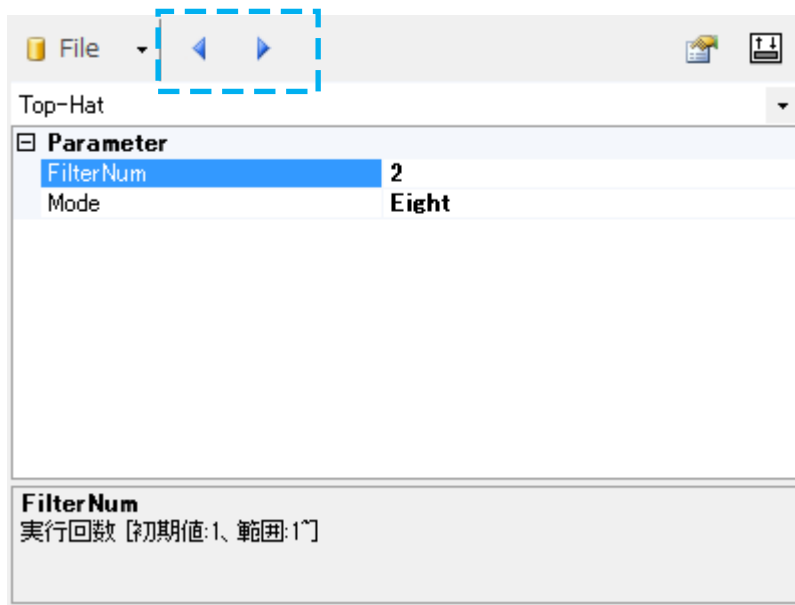 File
Top-Hat
Parameter
FilterNum 2
Mode Eight
FilterNum
実行回数 [初期値:1、範囲:1~]